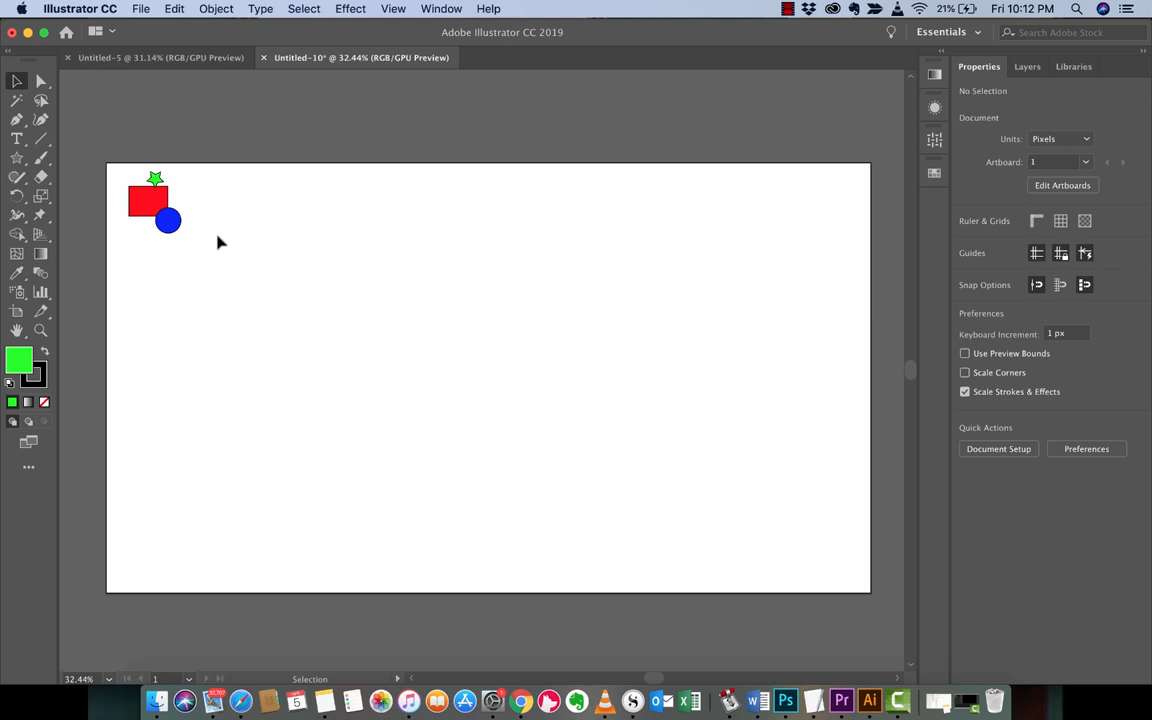 Illustrator CC File Edit Object Type Select Effect View Window Help 21% Fri 10:12 PM
Adobe Illustrator CC 2019 Essentials Search Adobe Stock
Untitled-5 @ 31.14% (RGB/GPU Preview) Untitled-10* @ 32.44% (RGB/GPU Preview)
Properties Layers Libraries
No Selection
Document
Units: Pixels
Artboard: 1
Edit Artboards
Ruler & Grids
Guides
Snap Options
Preferences
Keyboard Increment: 1 px
Use Preview Bounds
Scale Corners
Scale Strokes & Effects
Quick Actions
Document Setup Preferences
32.44% 1 Selection
5 S W Ps Pr Ai